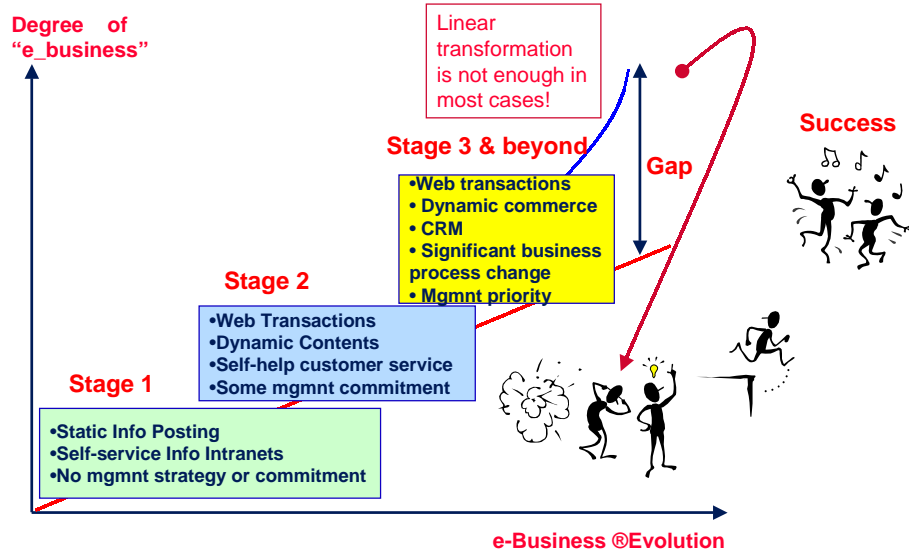 Degree of
“e_business”
Linear
transformation
is not enough in
most cases!
Success
Stage 3 & beyond
Gap
•Web transactions
• Dynamic commerce
• CRM
• Significant business
process change
• Mgmnt priority
Stage 2
•Web Transactions
•Dynamic Contents
•Self-help customer service
•Some mgmnt commitment
Stage 1
•Static Info Posting
•Self-service Info Intranets
•No mgmnt strategy or commitment
e-Business ®Evolution